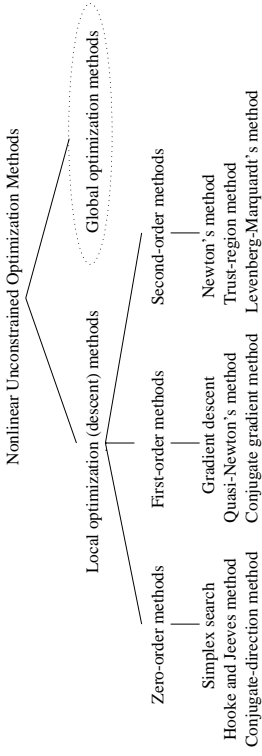 Nonlinear Unconstrained Optimization Methods
Local optimization (descent) methods
Global optimization methods
Zero-order methods
First-order methods
Second-order methods
Simplex search
Hooke and Jeeves method
Conjugate-direction method
Gradient descent
Quasi-Newton's method
Conjugate gradient method
Newton's method
Trust-region method
Levenberg-Marquardt's method